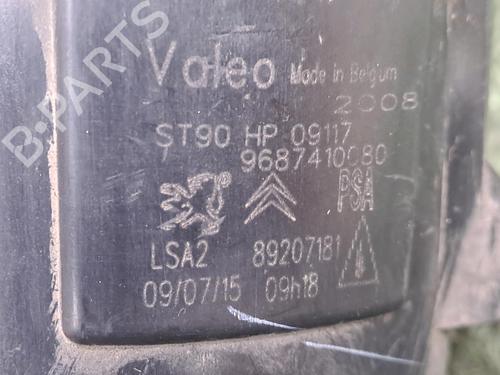 Valeo Made in Belgium
2008
ST90 HP 09117
9687410080
PSA
LSA2 89207181
09/07/15 09h18
B-PARTS